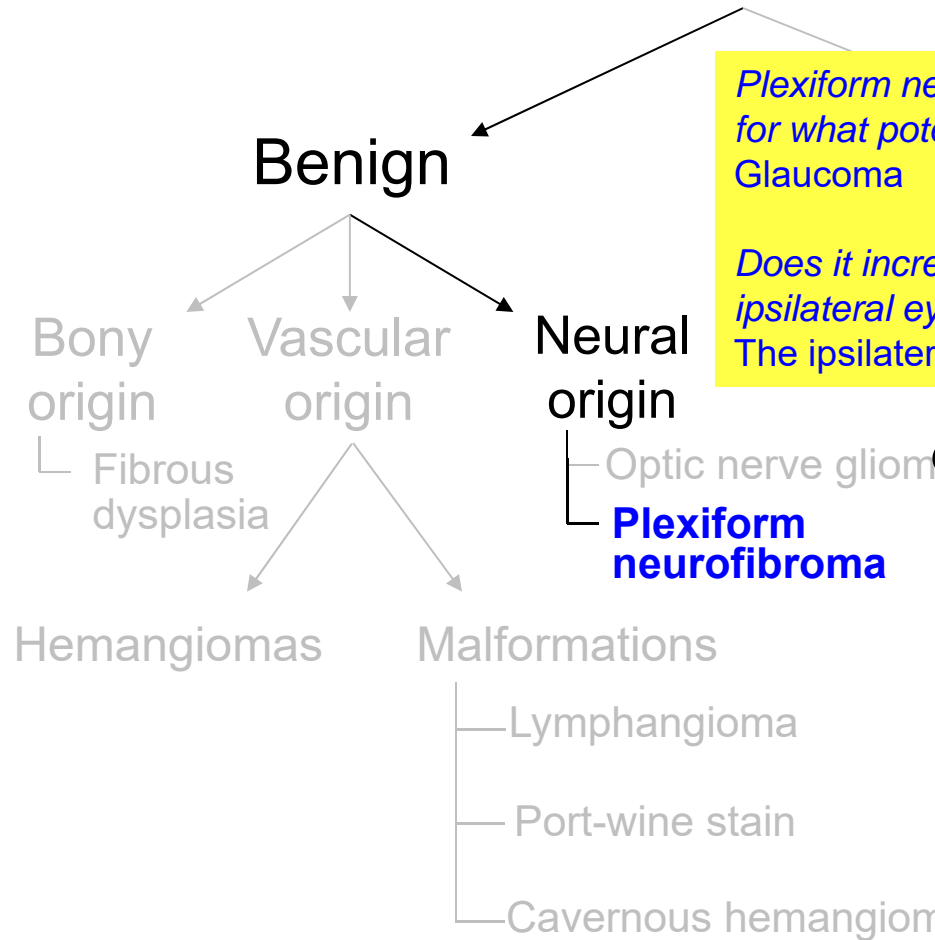 Benign
Plexiform ne
for what pote
Glaucoma
Does it incre
ipsilateral ey
The ipsilater
Bony
origin
Vascular
origin
Neural
origin
Fibrous
dysplasia
Optic nerve gliom
Plexiform
neurofibroma
Hemangiomas
Malformations
Lymphangioma
Port-wine stain
Cavernous hemangiom